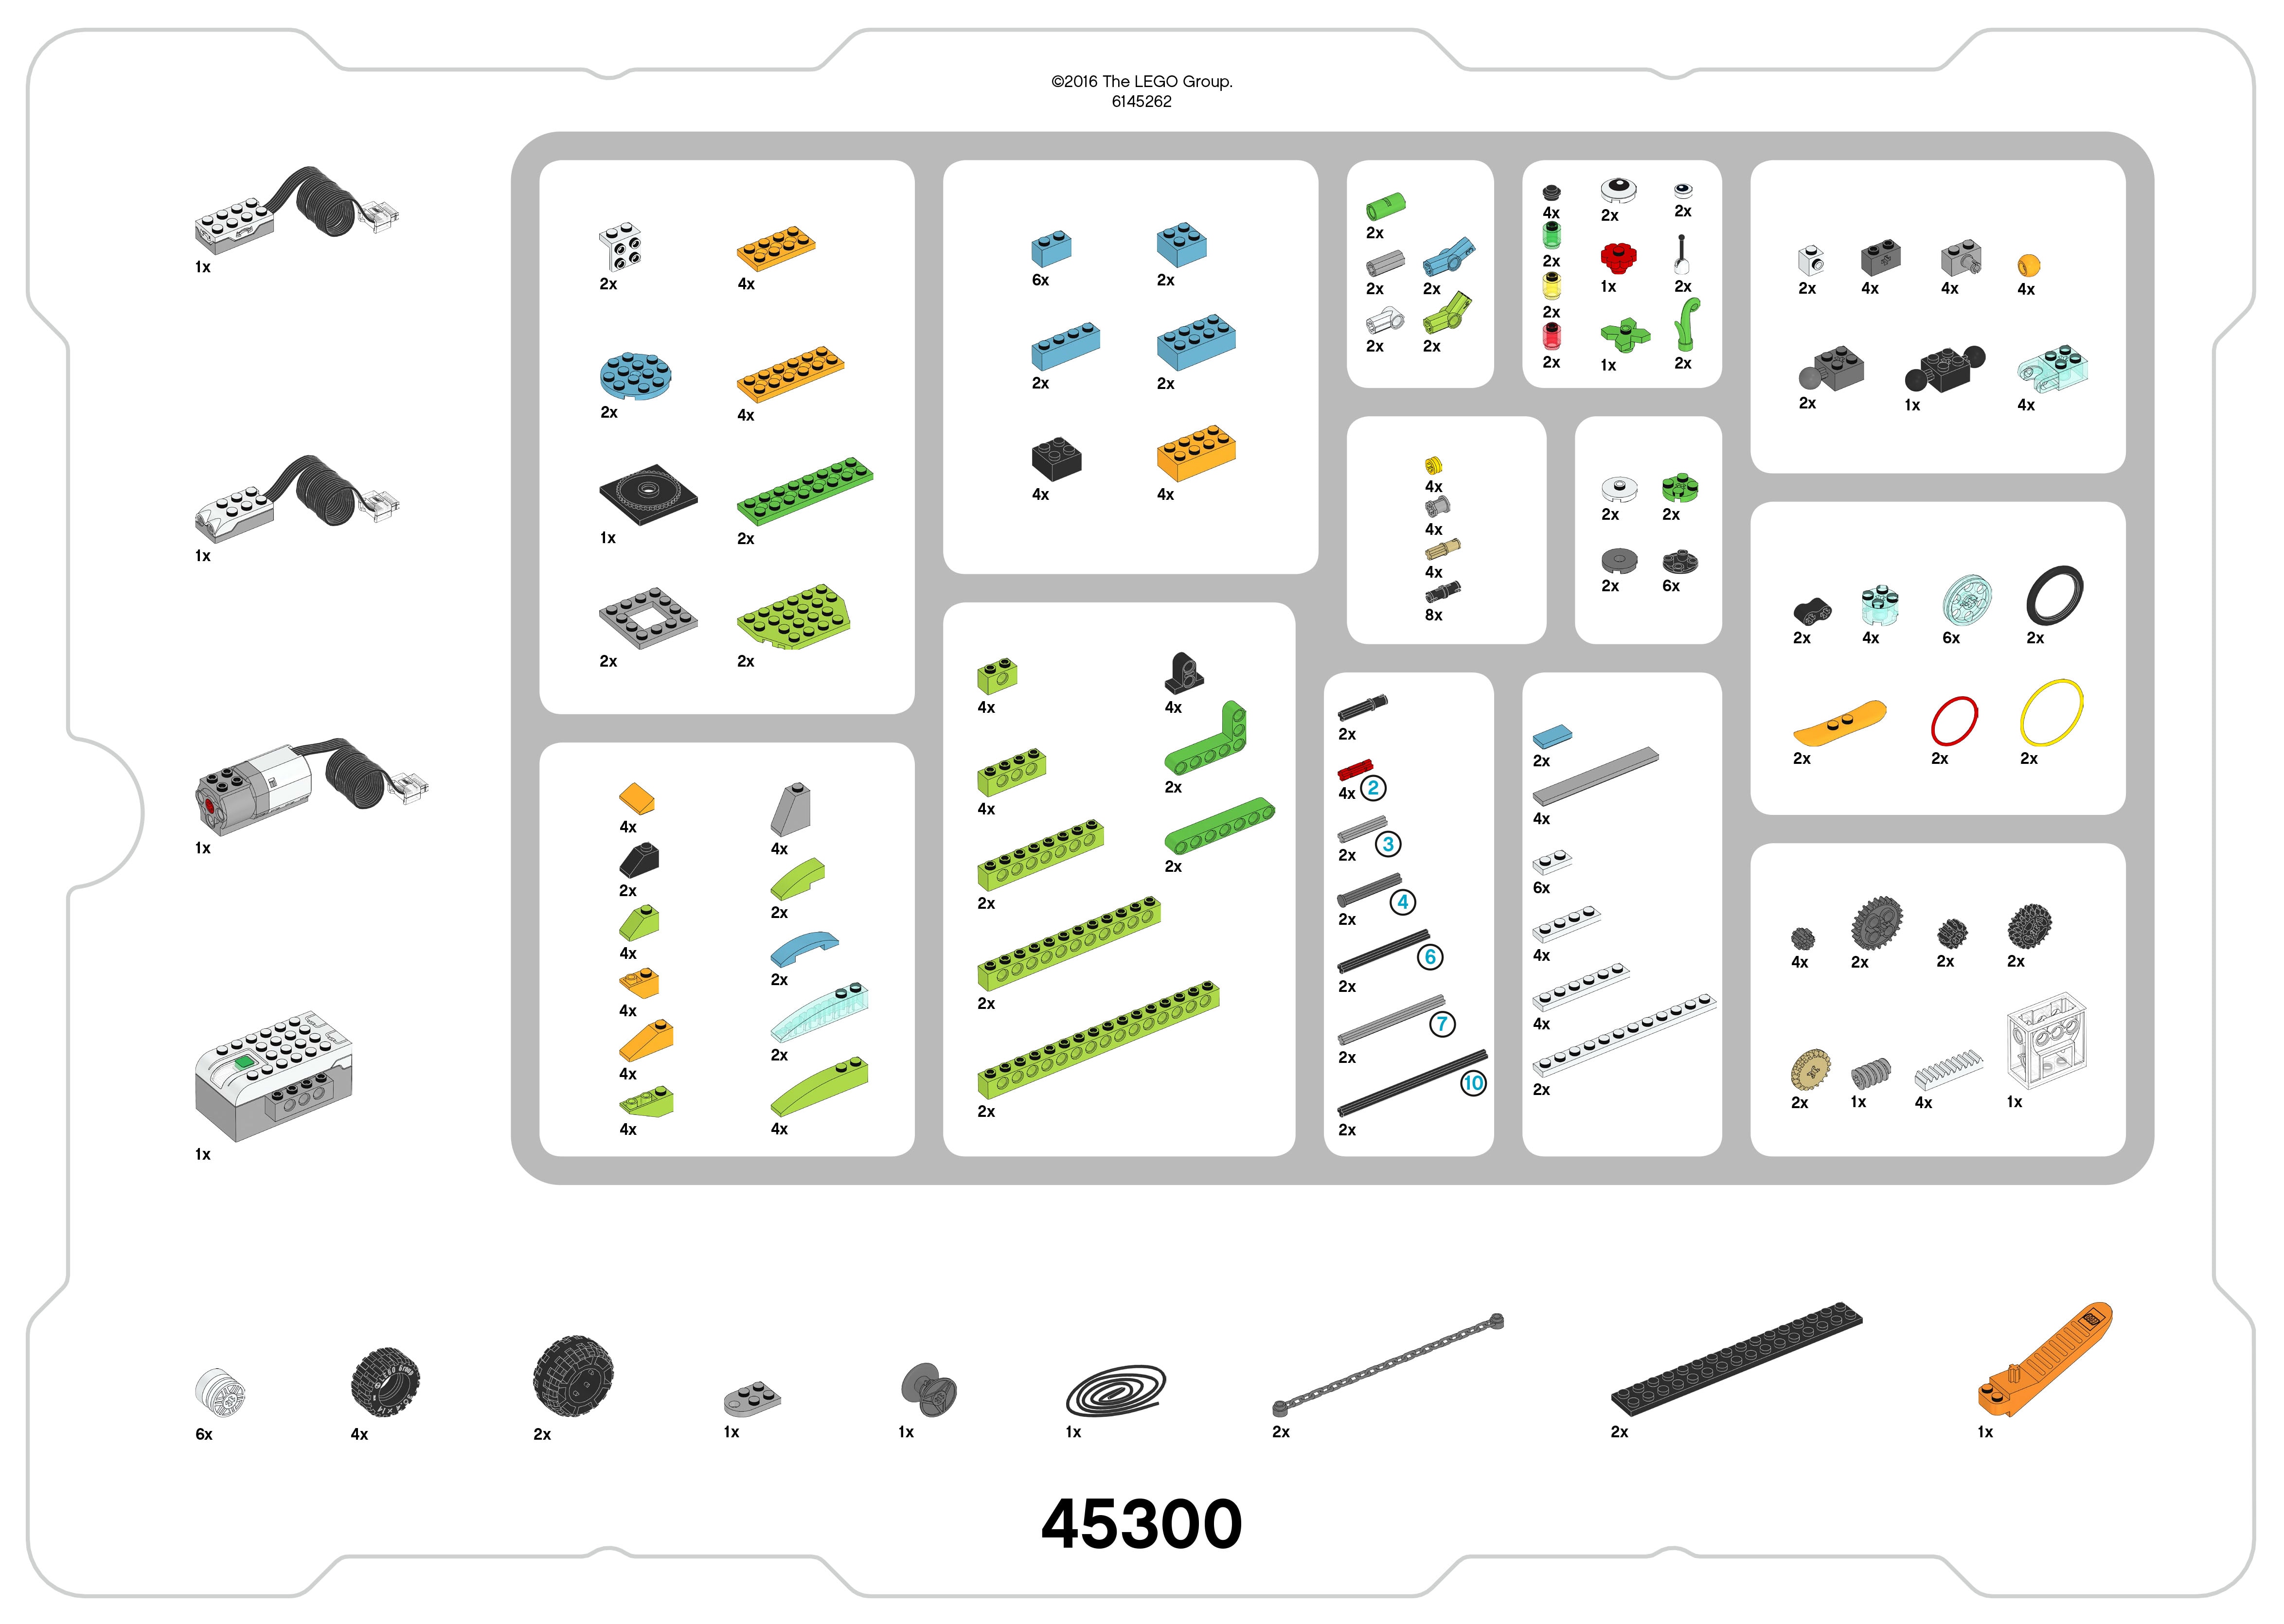 ©2016 The LEGO Group.
6145262
1x
1x
1x
1x
2x 4x
2x 4x
1x 2x
2x 2x
4x 4x
2x 2x
4x 2x
4x 2x
4x 4x
4x
6x 2x
2x 2x
4x 4x
4x 4x
4x 2x
2x 2x
2x
2x
2x
2x 2x
2x 2x
4x 2x 2x
2x 1x 2x
2x
2x 1x 2x
4x
4x
4x
8x
2x 2x
2x 6x
2x
4x 2
2x 3
2x 4
2x 6
2x 7
2x 10
2x
4x
6x
4x
4x
2x
2x 4x 4x 4x
2x 1x 4x
2x 4x 6x 2x
2x 2x 2x
4x 2x 2x 2x
2x 1x 4x 1x
6x 4x 2x 1x 1x 1x 2x 2x 1x
45300